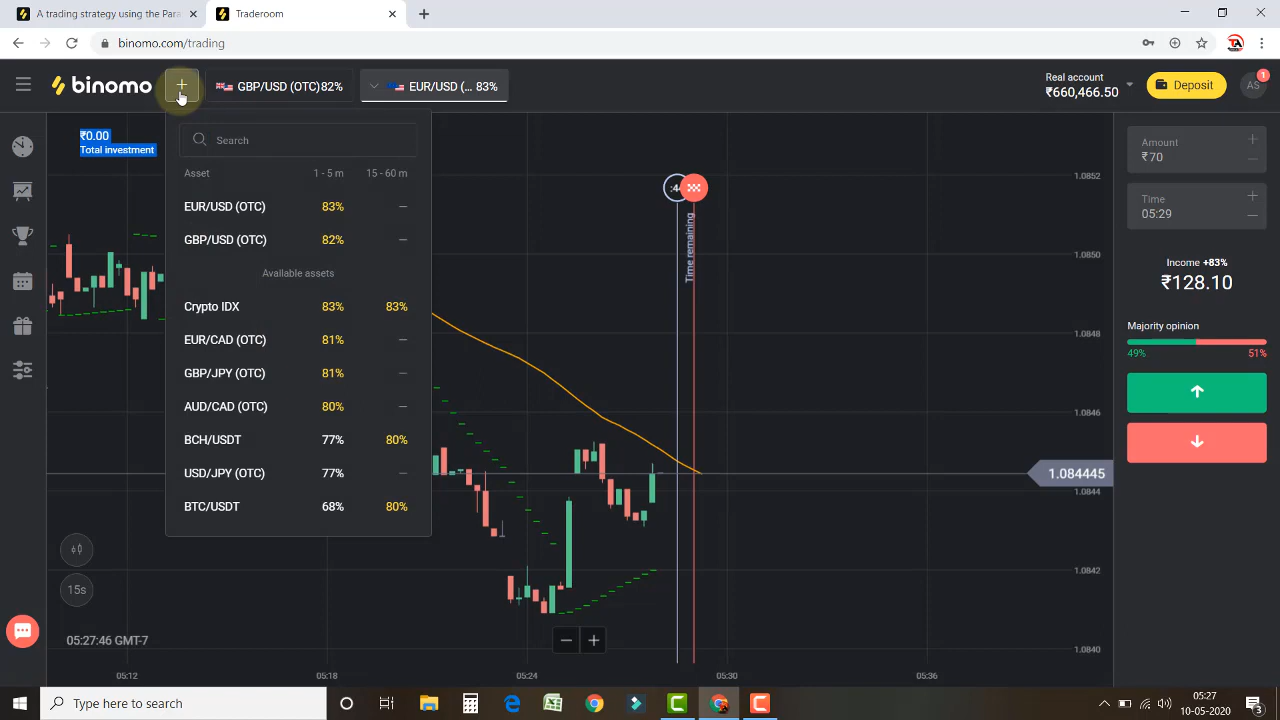 A trading strategy using the Para
Traderoom
binomo.com/trading
binomo
GBP/USD (OTC) 82%
EUR/USD (... 83%
Real account
₹660,466.50
Deposit
AS
1
₹0.00
Total investment
Search
Asset 1 - 5 m 15 - 60 m
EUR/USD (OTC) 83% —
GBP/USD (OTC) 82% —
Available assets
Crypto IDX 83% 83%
EUR/CAD (OTC) 81% —
GBP/JPY (OTC) 81% —
AUD/CAD (OTC) 80% —
BCH/USDT 77% 80%
USD/JPY (OTC) 77% —
BTC/USDT 68% 80%
Time remaining
1.0852
1.0850
1.0848
1.0846
1.084445
1.0844
1.0842
1.0840
Amount
₹70
Time
05:29
Income +83%
₹128.10
Majority opinion
49% 51%
15s
05:27:46 GMT-7
05:12 05:18 05:24 05:30 05:36
Type here to search
05:27
10-05-2020
3